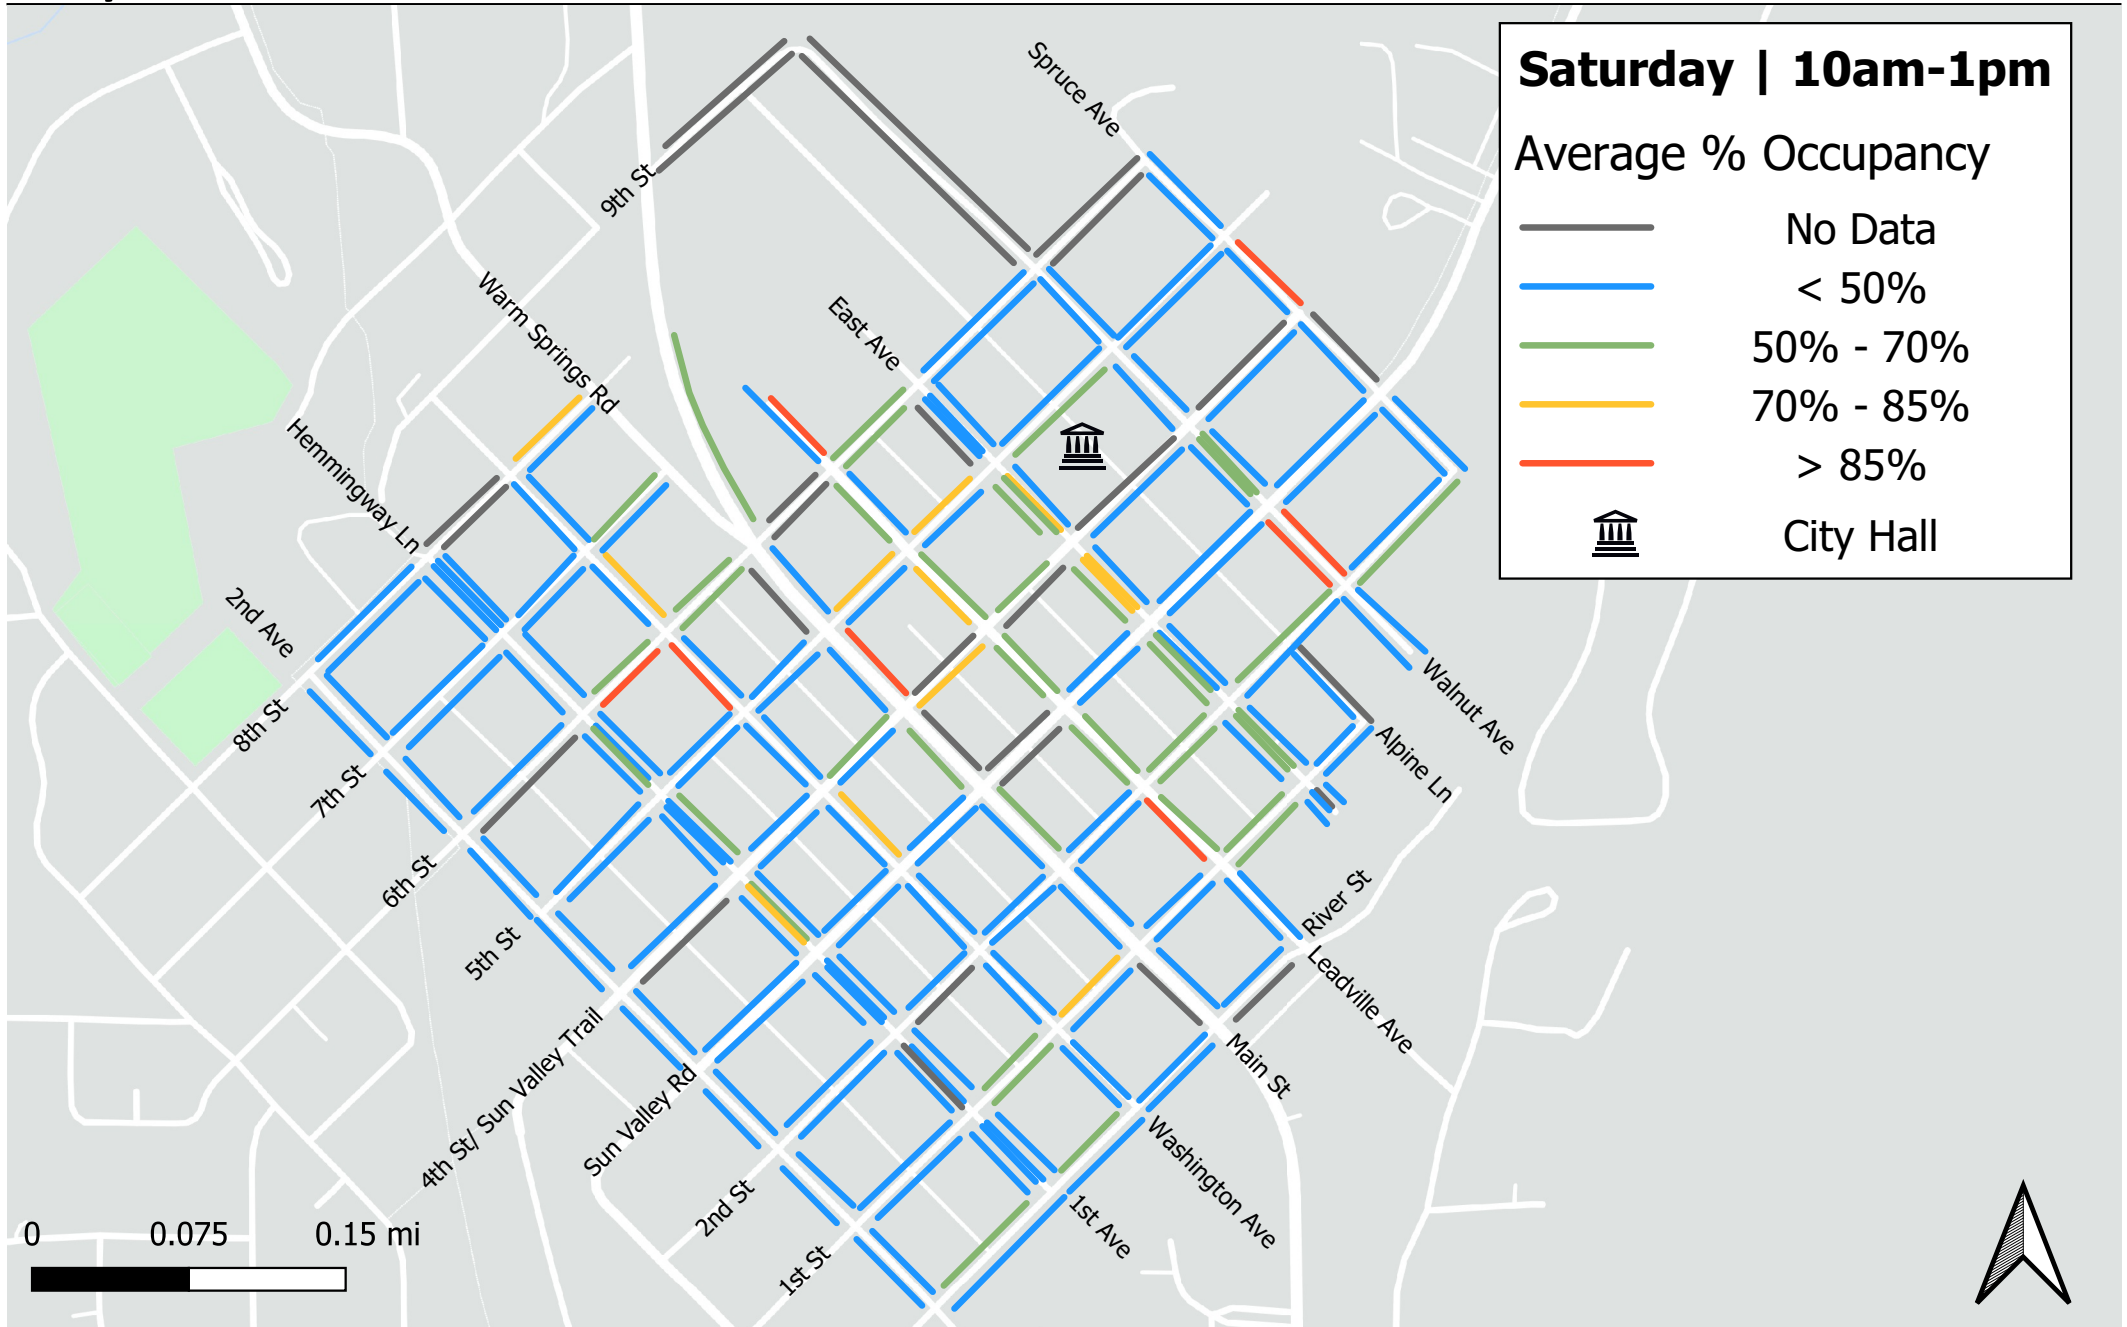 Saturday | 10am-1pm
Average % Occupancy
No Data
< 50%
50% - 70%
70% - 85%
> 85%
City Hall
Spruce Ave
9th St
East Ave
Warm Springs Rd
Hemmingway Ln
2nd Ave
8th St
7th St
6th St
5th St
4th St/ Sun Valley Trail
Sun Valley Rd
2nd St
1st St
Walnut Ave
Alpine Ln
River St
Leadville Ave
Main St
Washington Ave
1st Ave
0 0.075 0.15 mi